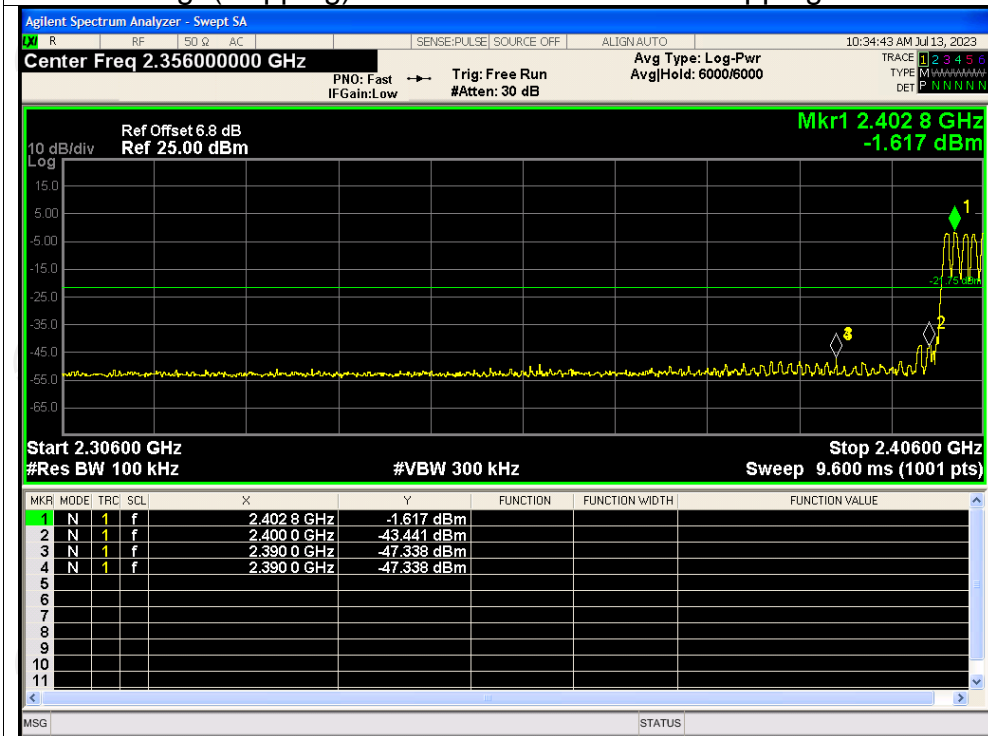 Agilent Spectrum Analyzer - Swept SA
LXI R RF 50 Ω AC SENSE:PULSE SOURCE OFF ALIGN AUTO 10:34:43 AM Jul 13, 2023
Center Freq 2.356000000 GHz
PNO: Fast
IFGain:Low
Trig: Free Run
#Atten: 30 dB
Avg Type: Log-Pwr
Avg|Hold: 6000/6000
TRACE 1 2 3 4 5 6
TYPE M
DET P N N N N N
Mkr1 2.402 8 GHz
-1.617 dBm
Ref Offset 6.8 dB
10 dB/div Ref 25.00 dBm
Log
15.0
5.00
-5.00
-15.0
-25.0
-35.0
-45.0
-55.0
-65.0
1
-21.75 dBm
2
Start 2.30600 GHz Stop 2.40600 GHz
#Res BW 100 kHz #VBW 300 kHz Sweep 9.600 ms (1001 pts)
MKR MODE TRC SCL X Y FUNCTION FUNCTION WIDTH FUNCTION VALUE
1 N 1 f 2.402 8 GHz -1.617 dBm
2 N 1 f 2.400 0 GHz -43.441 dBm
3 N 1 f 2.390 0 GHz -47.338 dBm
4 N 1 f 2.390 0 GHz -47.338 dBm
5
6
7
8
9
10
11
MSG STATUS